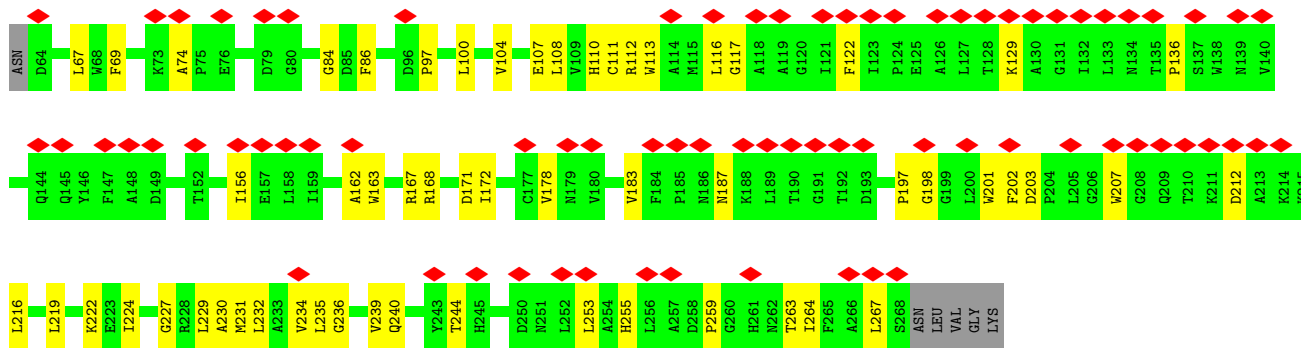 ASN D64 L67 W68 F69 K73 A74 P75 E76 D79 G80 G84 D85 F86 D96 P97 L100 V104 E107 L108 V109 H110 C111 R112 W113 A114 M115 L116 G117 A118 A119 G120 I121 F122 I123 P124 E125 A126 L127 T128 K129 A130 G131 I132 L133 N134 T135 P136 S137 W138 N139 V140
Q144 Q145 Y146 F147 A148 D149 T152 I156 E157 L158 I159 A162 W163 R167 R168 D171 I172 C177 V178 N179 V180 V183 F184 P185 N186 N187 K188 L189 T190 G191 T192 D193 P197 G198 G199 L200 W201 F202 D203 P204 L205 G206 W207 G208 Q209 T210 K211 D212 A213 K214
L216 L219 K222 E223 I224 G227 R228 L229 A230 M231 L232 A233 V234 L235 G236 V239 Q240 Y243 T244 H245 D250 N251 L252 L253 A254 H255 L256 A257 D258 P259 G260 H261 N262 T263 I264 F265 A266 L267 S268 ASN LEU VAL GLY LYS